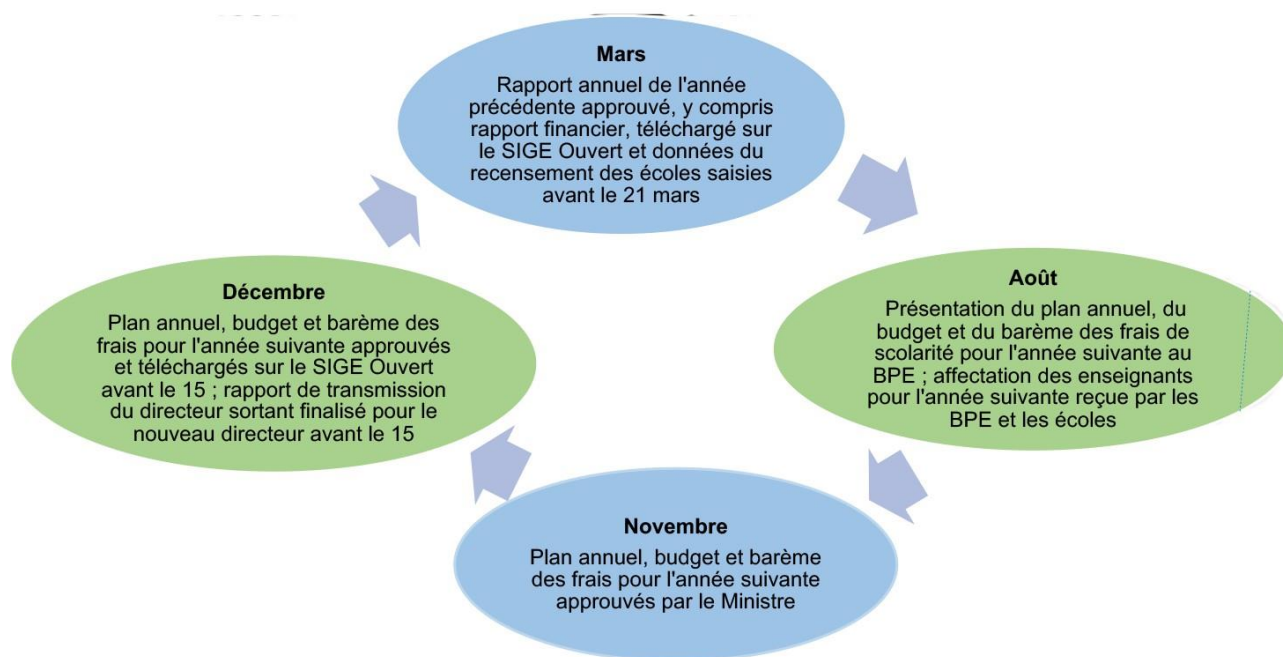 Mars
Rapport annuel de l'année
précédente approuvé, y compris
rapport financier, téléchargé sur
le SIGE Ouvert et données du
recensement des écoles saisies
avant le 21 mars
Août
Présentation du plan annuel, du
budget et du barème des frais de
scolarité pour l'année suivante au
BPE ; affectation des enseignants
pour l'année suivante reçue par les
BPE et les écoles
Novembre
Plan annuel, budget et barème
des frais pour l'année suivante
approuvés par le Ministre
Décembre
Plan annuel, budget et barème des
frais pour l'année suivante approuvés
et téléchargés sur le SIGE Ouvert
avant le 15 ; rapport de transmission
du directeur sortant finalisé pour le
nouveau directeur avant le 15